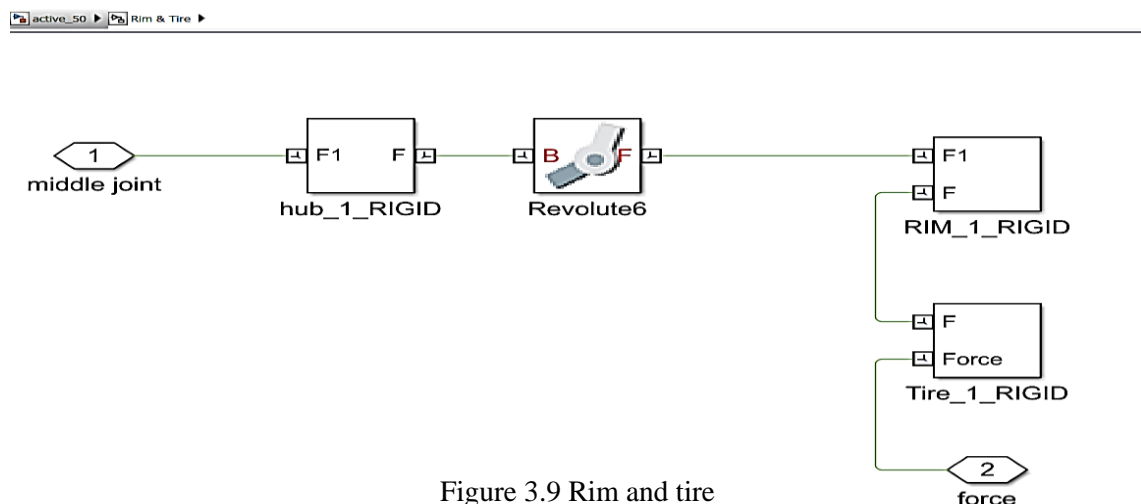 active_50 Rim & Tire
1
middle joint
F1 F
hub_1_RIGID
B F
Revolute6
F1
F
RIM_1_RIGID
F
Force
Tire_1_RIGID
2
force
Figure 3.9 Rim and tire